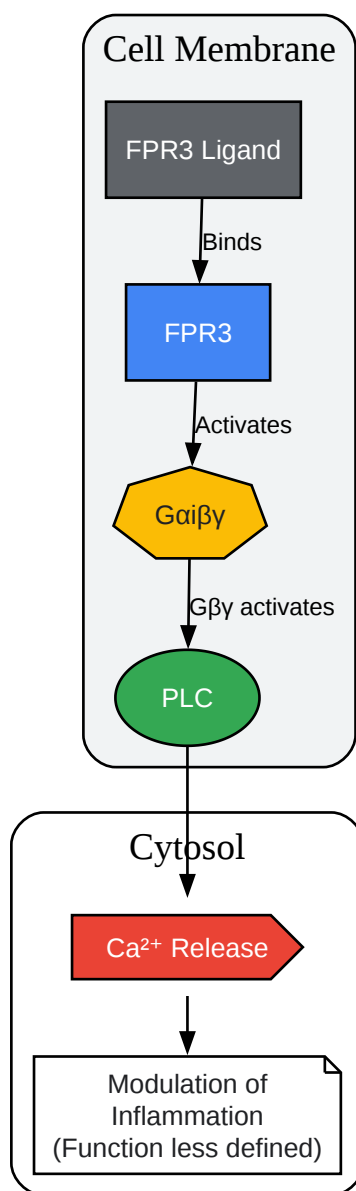 Cell Membrane
FPR3 Ligand
Binds
FPR3
Activates
Gαiβγ
Gβγ activates
PLC
Cytosol
Ca²⁺ Release
Modulation of
Inflammation
(Function less defined)